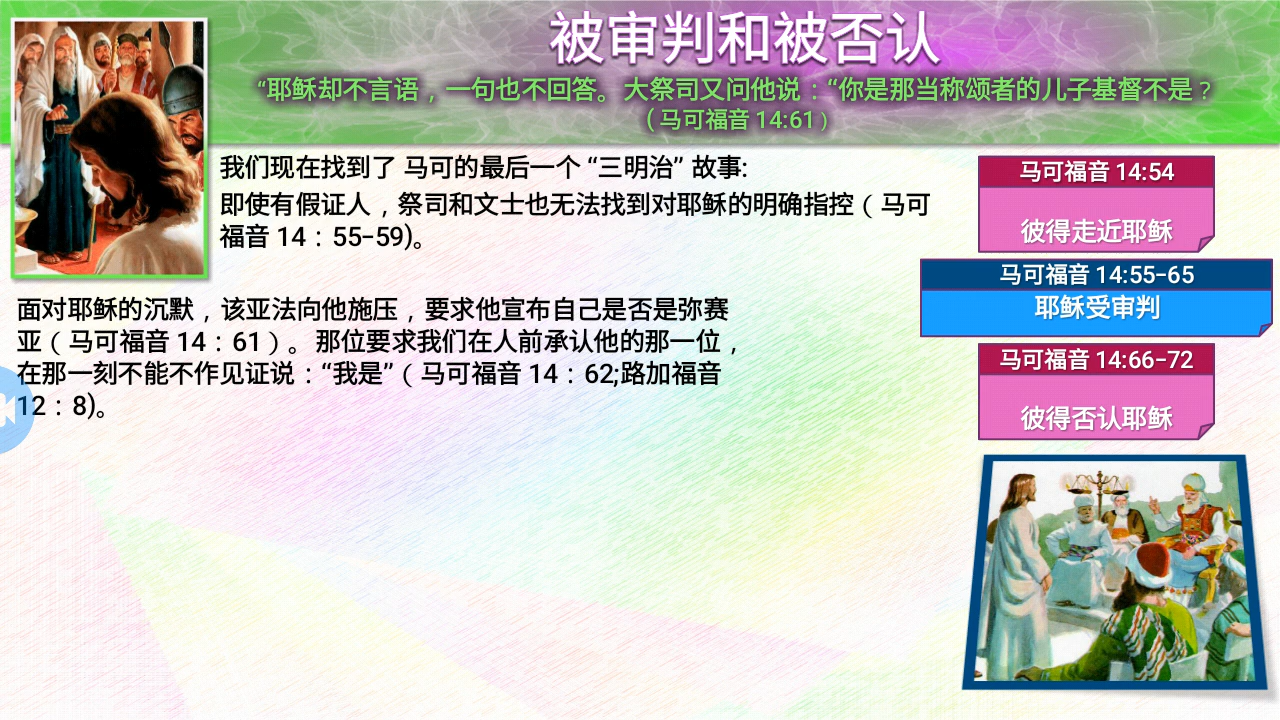 被审判和被否认
“耶稣却不言语，一句也不回答。大祭司又问他说：“你是那当称颂者的儿子基督不是？
（马可福音 14:61）
我们现在找到了 马可的最后一个 “三明治” 故事:
即使有假证人，祭司和文士也无法找到对耶稣的明确指控（马可
福音 14：55-59)。
面对耶稣的沉默，该亚法向他施压，要求他宣布自己是否是弥赛
亚（马可福音 14：61）。那位要求我们在人前承认他的那一位，
在那一刻不能不作见证说：“我是”（马可福音 14：62;路加福音
12：8)。
马可福音 14:54
彼得走近耶稣
马可福音 14:55-65
耶稣受审判
马可福音 14:66-72
彼得否认耶稣